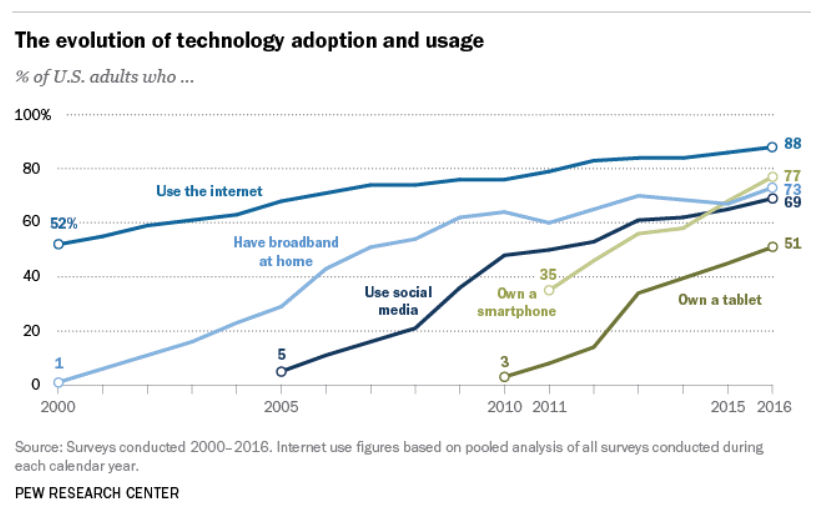 The evolution of technology adoption and usage
% of U.S. adults who ...
100%
80
60
40
20
0
Use the internet
52%
88
Have broadband
at home
1
73
Use social
media
5
69
Own a
smartphone
35
77
Own a tablet
3
51
2000
2005
2010
2011
2015
2016
Source: Surveys conducted 2000–2016. Internet use figures based on pooled analysis of all surveys conducted during
each calendar year.
PEW RESEARCH CENTER